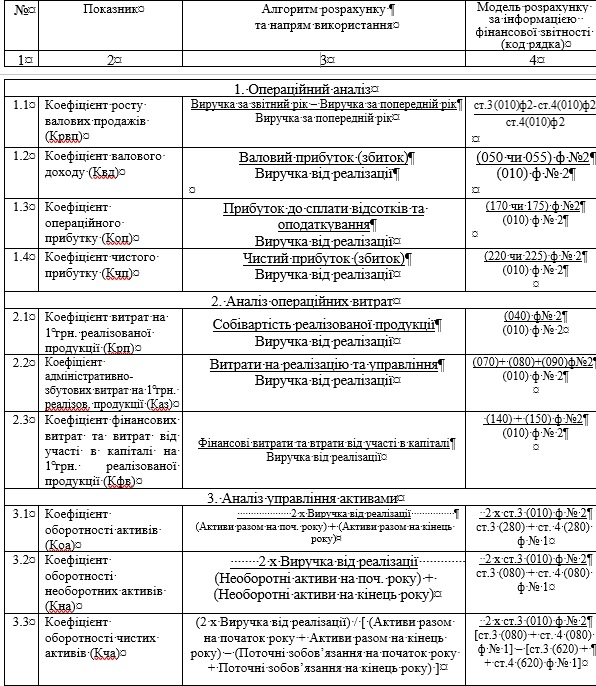 №
Показник
Алгоритм розрахунку ¶
та напрям використання
Модель розрахунку
за інформацією
фінансової звітності
(код рядка)
1
2
3
4
1. Операційний аналіз
1.1
Коефіцієнт росту
валових продажів
(Крвп)
Виручка за звітний рік – Виручка за попередній рік¶
Виручка за попередній рік
ст.3(010)ф2-ст.4(010)ф2
ст.4(010)ф2
1.2
Коефіцієнт валового
доходу (Квд)
Валовий прибуток (збиток)¶
Виручка від реалізації¶
(050 чи 055) ф №2¶
(010) ф № 2¶
1.3
Коефіцієнт
операційного
прибутку (Коп)
Прибуток до сплати відсотків та
оподаткування¶
Виручка від реалізації
(170 чи 175) ф №2¶
(010) ф № 2¶
1.4
Коефіцієнт чистого
прибутку (Кчп)
Чистий прибуток (збиток)¶
Виручка від реалізації
(220 чи 225) ф №2¶
(010) ф № 2¶
2. Аналіз операційних витрат
2.1
Коефіцієнт витрат на
1°грн. реалізованої
продукції (Крп)
Собівартість реалізованої продукції¶
Виручка від реалізації
(040) ф№ 2¶
(010) ф № 2
2.2
Коефіцієнт
адміністративно-
збутових витрат на 1°грн.
реалізов. продукції (Каз)
Витрати на реалізацію та управління¶
Виручка від реалізації
(070)+ (080)+(090)ф№2¶
(010) ф № 2¶
2.3
Коефіцієнт фінансових
витрат та витрат від
участі в капіталі на
1°грн. реалізованої
продукції (Кфв)
Фінансові витрати та втрати від участі в капіталі¶
Виручка від реалізації
(140) + (150) ф №2¶
(010) ф № 2¶
3. Аналіз управління активами
3.1
Коефіцієнт
оборотності активів
(Коа)
2 х Виручка від реалізації ¶
(Активи разом на поч. року) + (Активи разом на кінець
року)
2 х ст.3 (010) ф № 2¶
ст.3 (280) + ст. 4 (280)
ф № 1
3.2
Коефіцієнт
оборотності
необоротних активів
(Кна)
2 х Виручка від реалізації
(Необоротні активи на поч. року) +
(Необоротні активи на кінець року)
2 х ст.3 (010) ф № 2¶
ст.3 (080) + ст. 4 (080)
ф № 1
3.3
Коефіцієнт
оборотності чистих
активів (Кча)
(2 х Виручка від реалізації) / [ (Активи разом
на початок року + Активи разом на кінець
року) – (Поточні зобов’язання на початок року
+ Поточні зобов’язання на кінець року) ]
2 х ст.3 (010) ф № 2¶
[ст.3 (080) + ст. 4 (080)
ф № 1] – [ст.3 (620) + ¶
+ ст.4 (620) ф № 1]